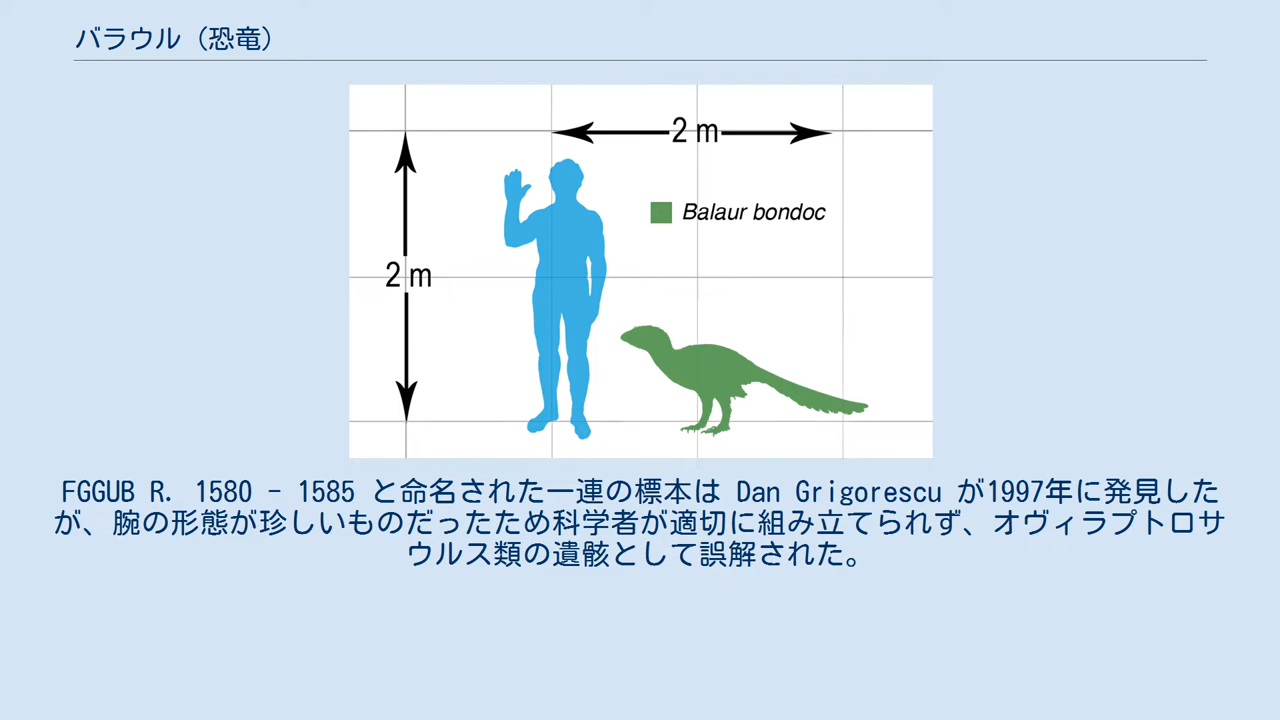 バラウル（恐竜）
2 m
Balaur bondoc
2 m
FGGUB R. 1580 - 1585 と命名された一連の標本は Dan Grigorescu が1997年に発見した
が、腕の形態が珍しいものだったため科学者が適切に組み立てられず、オヴィラプトロサ
ウルス類の遺骸として誤解された。